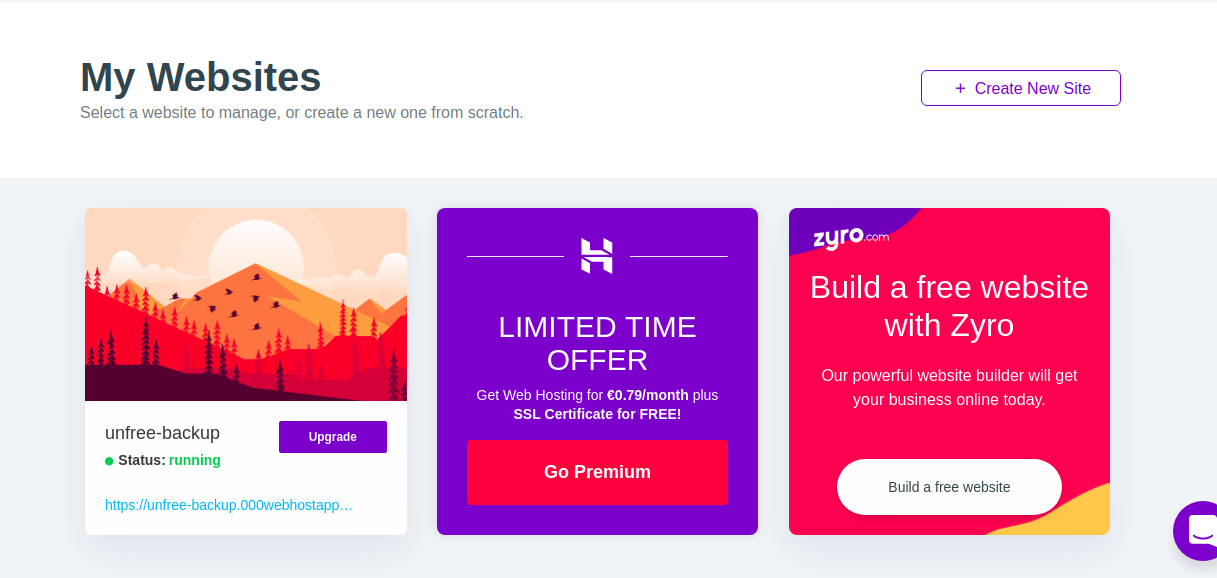 My Websites
Select a website to manage, or create a new one from scratch.
+ Create New Site
unfree-backup
Upgrade
Status: running
https://unfree-backup.000webhostapp…
LIMITED TIME
OFFER
Get Web Hosting for €0.79/month plus
SSL Certificate for FREE!
Go Premium
zyro.com
Build a free website
with Zyro
Our powerful website builder will get
your business online today.
Build a free website